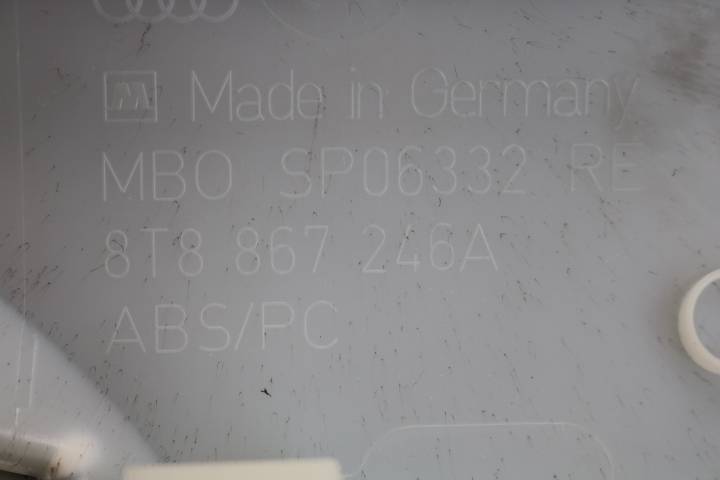 M Made in Germany
MBO SP06332 RE
8T8 867 246A
ABS/PC